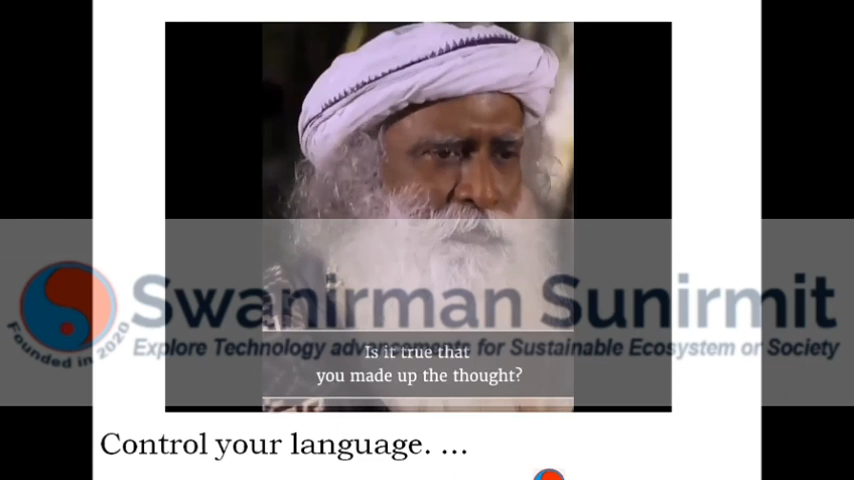 Swanirman Sunirmit
Explore Technology advancements for Sustainable Ecosystem or Society
Founded in 2020
Is it true that
you made up the thought?
Control your language. ...